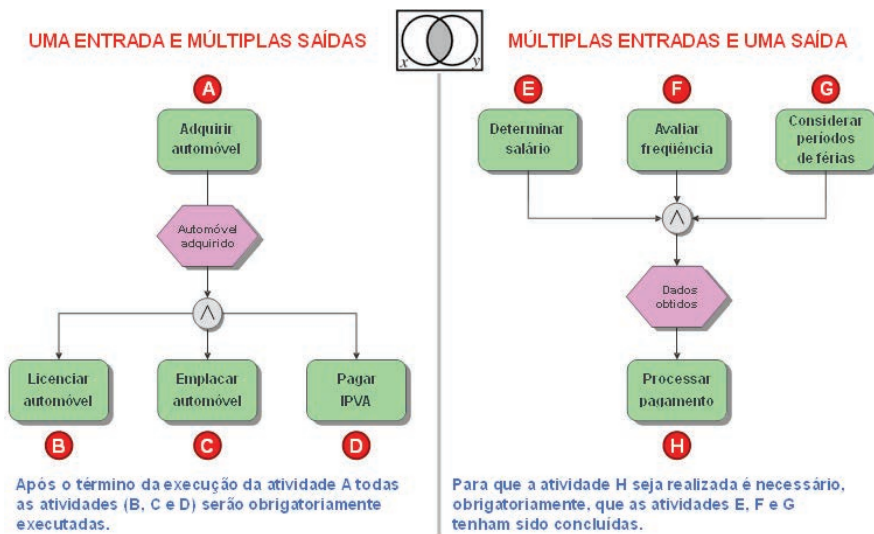 UMA ENTRADA E MÚLTIPLAS SAÍDAS
x y
MÚLTIPLAS ENTRADAS E UMA SAÍDA
A
Adquirir
automóvel
Automóvel
adquirido
∧
Licenciar
automóvel
Emplacar
automóvel
Pagar
IPVA
B
C
D
Após o término da execução da atividade A todas
as atividades (B, C e D) serão obrigatoriamente
executadas.
E
F
G
Determinar
salário
Avaliar
freqüência
Considerar
períodos
de férias
∧
Dados
obtidos
Processar
pagamento
H
Para que a atividade H seja realizada é necessário,
obrigatoriamente, que as atividades E, F e G
tenham sido concluídas.